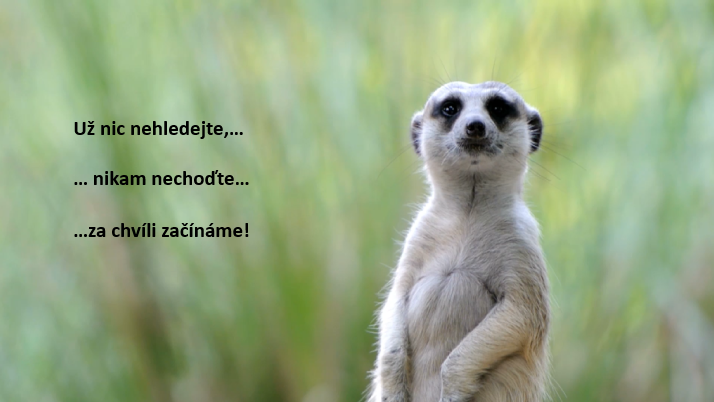 Už nic nehledejte,...
... nikam nechoďte...
...za chvíli začínáme!